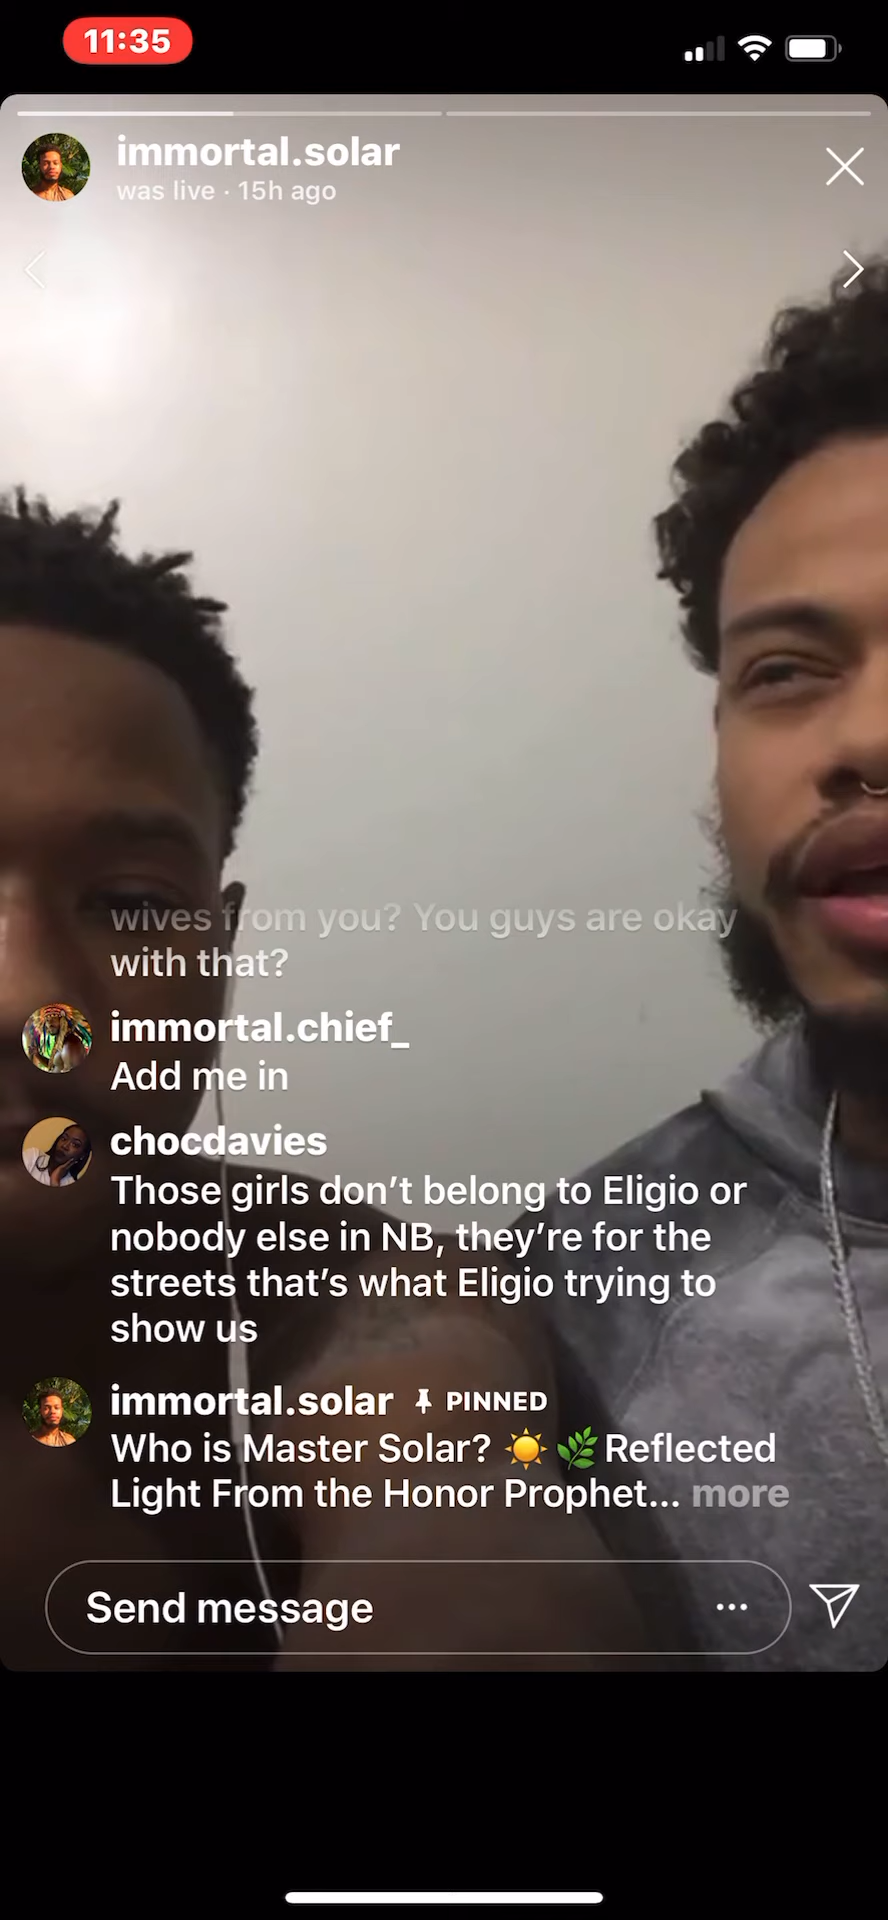 11:35
immortal.solar
was live · 15h ago
wives from you? You guys are okay
with that?
immortal.chief_
Add me in
chocdavies
Those girls don’t belong to Eligio or
nobody else in NB, they’re for the
streets that’s what Eligio trying to
show us
immortal.solar PINNED
Who is Master Solar? ☀️🌿Reflected
Light From the Honor Prophet... more
Send message